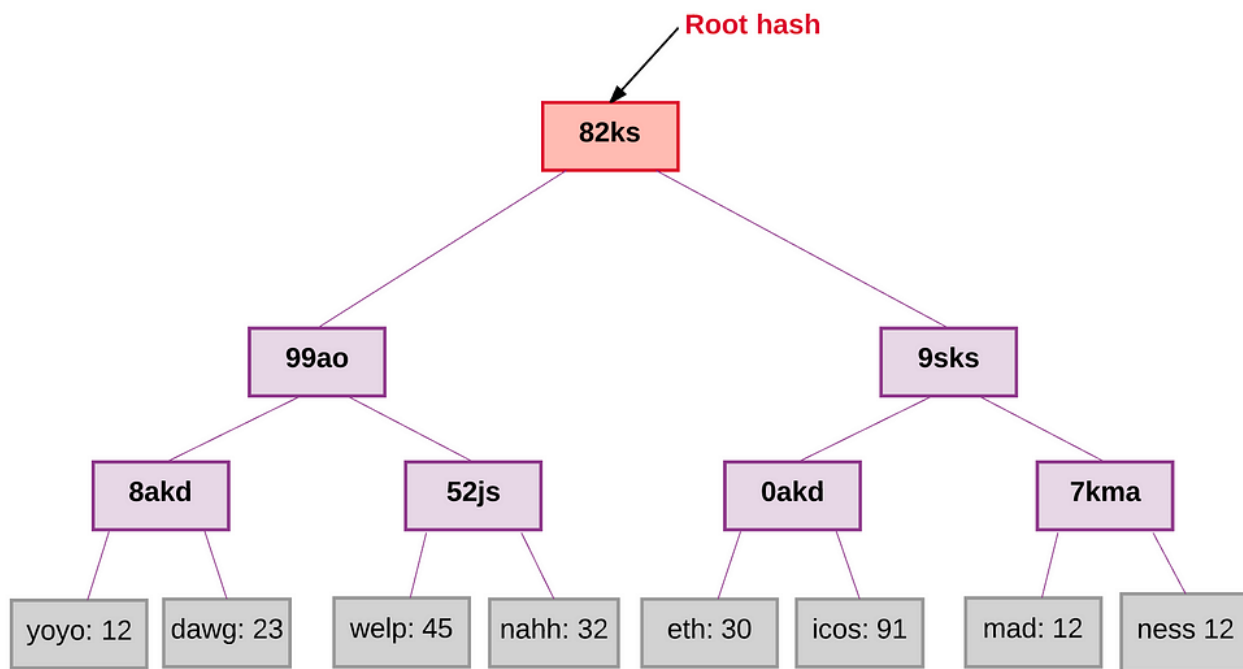 Root hash
82ks
99ao
9sks
8akd
52js
0akd
7kma
yoyo: 12
dawg: 23
welp: 45
nahh: 32
eth: 30
icos: 91
mad: 12
ness 12